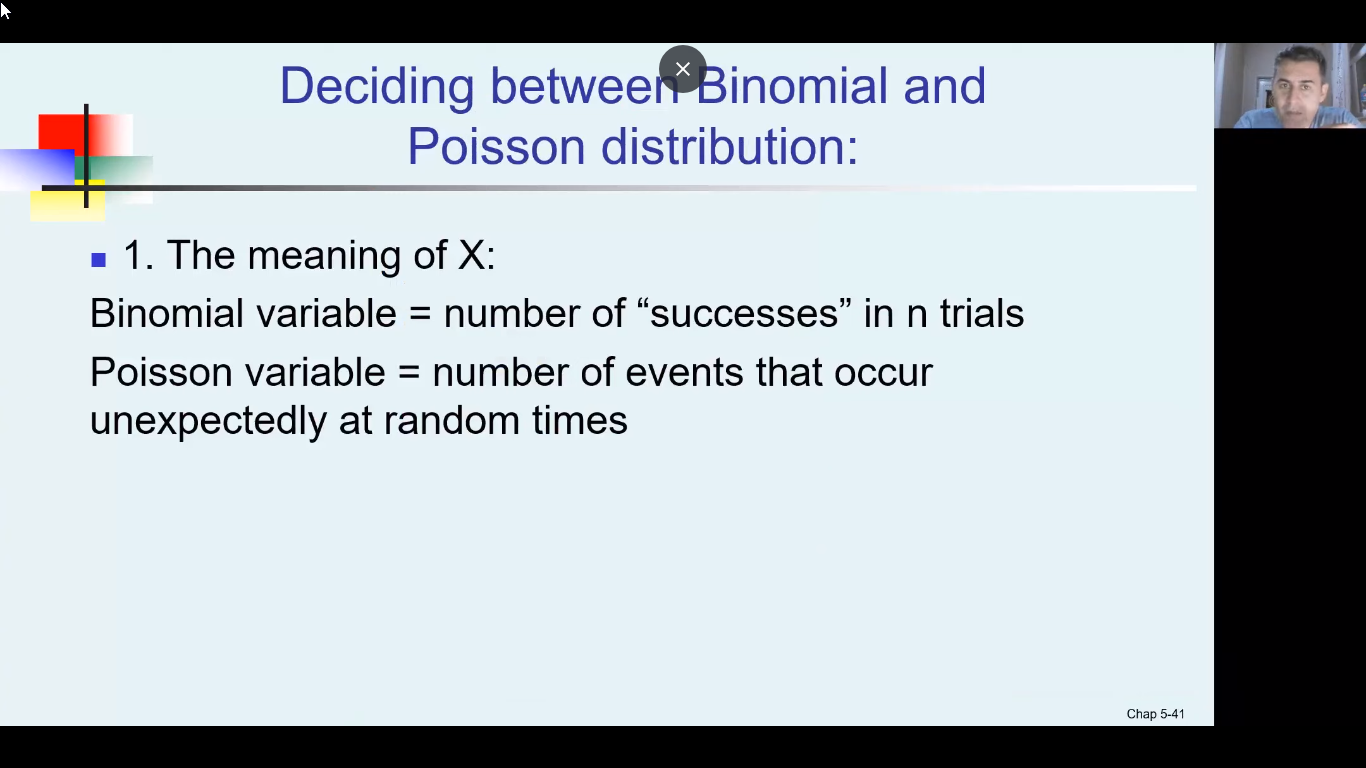 Deciding between Binomial and
Poisson distribution:
1. The meaning of X:
Binomial variable = number of “successes” in n trials
Poisson variable = number of events that occur
unexpectedly at random times
Chap 5-41